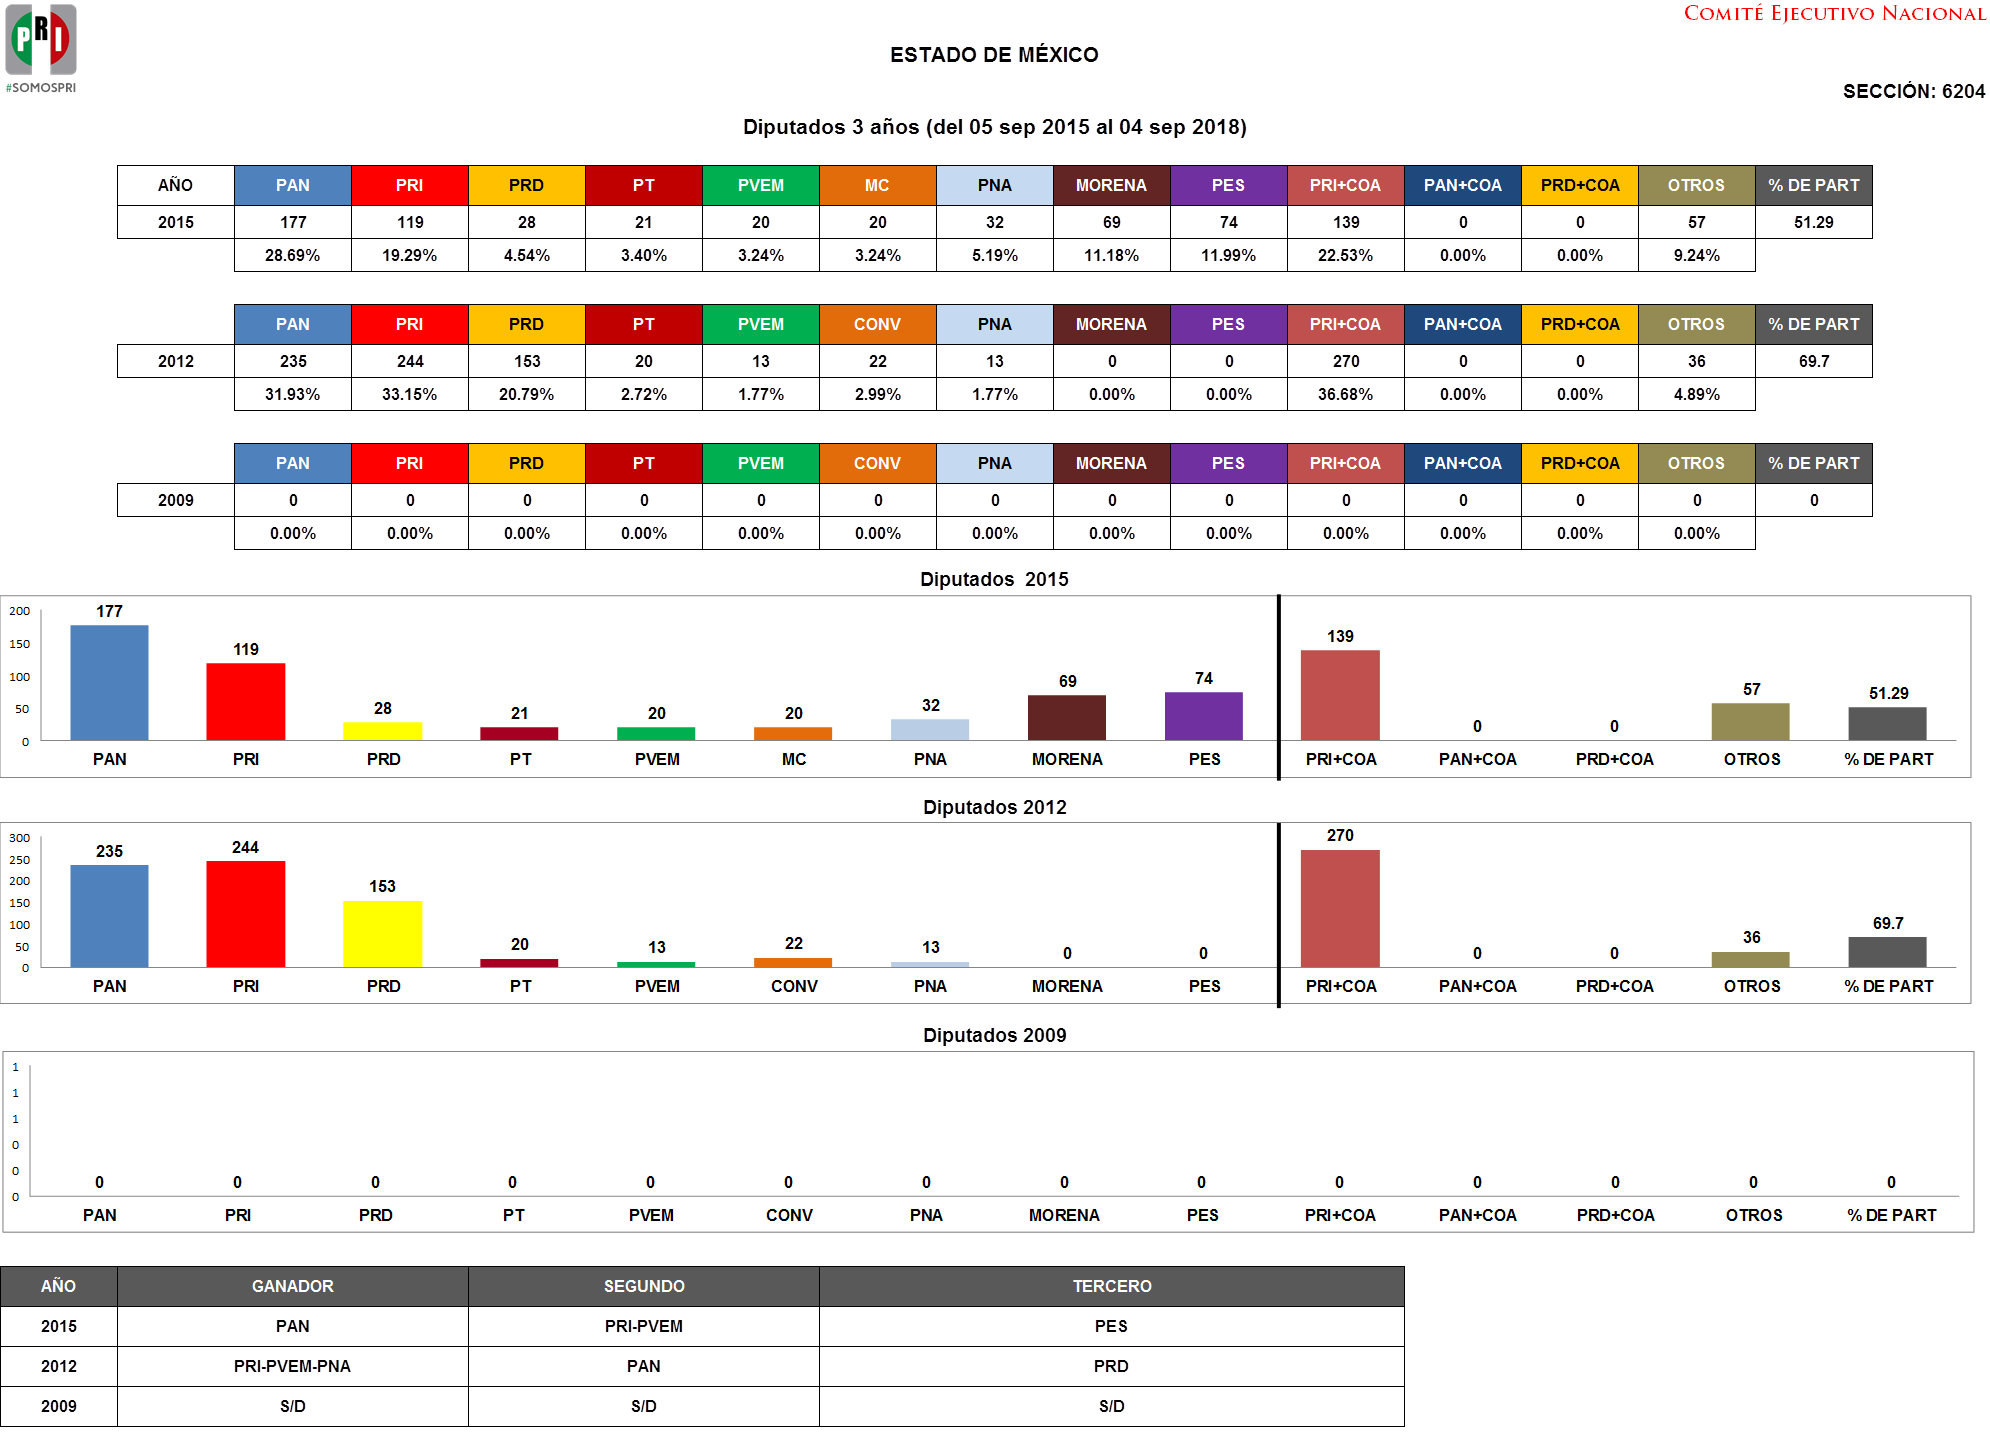 PRI
#SOMOSPRI
COMITÉ EJECUTIVO NACIONAL
ESTADO DE MÉXICO
SECCIÓN: 6204
Diputados 3 años (del 05 sep 2015 al 04 sep 2018)
AÑO PAN PRI PRD PT PVEM MC PNA MORENA PES PRI+COA PAN+COA PRD+COA OTROS % DE PART
2015 177 119 28 21 20 20 32 69 74 139 0 0 57 51.29
28.69% 19.29% 4.54% 3.40% 3.24% 3.24% 5.19% 11.18% 11.99% 22.53% 0.00% 0.00% 9.24%
PAN PRI PRD PT PVEM CONV PNA MORENA PES PRI+COA PAN+COA PRD+COA OTROS % DE PART
2012 235 244 153 20 13 22 13 0 0 270 0 0 36 69.7
31.93% 33.15% 20.79% 2.72% 1.77% 2.99% 1.77% 0.00% 0.00% 36.68% 0.00% 0.00% 4.89%
PAN PRI PRD PT PVEM CONV PNA MORENA PES PRI+COA PAN+COA PRD+COA OTROS % DE PART
2009 0 0 0 0 0 0 0 0 0 0 0 0 0 0
0.00% 0.00% 0.00% 0.00% 0.00% 0.00% 0.00% 0.00% 0.00% 0.00% 0.00% 0.00% 0.00%
Diputados 2015
200
150
100
50
0
177 119 28 21 20 20 32 69 74 139 0 0 57 51.29
PAN PRI PRD PT PVEM MC PNA MORENA PES PRI+COA PAN+COA PRD+COA OTROS % DE PART
Diputados 2012
300
250
200
150
100
50
0
235 244 153 20 13 22 13 0 0 270 0 0 36 69.7
PAN PRI PRD PT PVEM CONV PNA MORENA PES PRI+COA PAN+COA PRD+COA OTROS % DE PART
Diputados 2009
1
1
1
0
0
0
0 0 0 0 0 0 0 0 0 0 0 0 0 0
PAN PRI PRD PT PVEM CONV PNA MORENA PES PRI+COA PAN+COA PRD+COA OTROS % DE PART
AÑO GANADOR SEGUNDO TERCERO
2015 PAN PRI-PVEM PES
2012 PRI-PVEM-PNA PAN PRD
2009 S/D S/D S/D